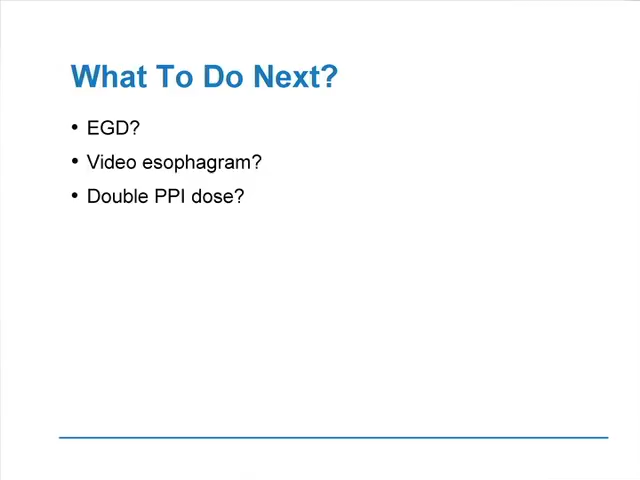 What To Do Next?
• EGD?
• Video esophagram?
• Double PPI dose?